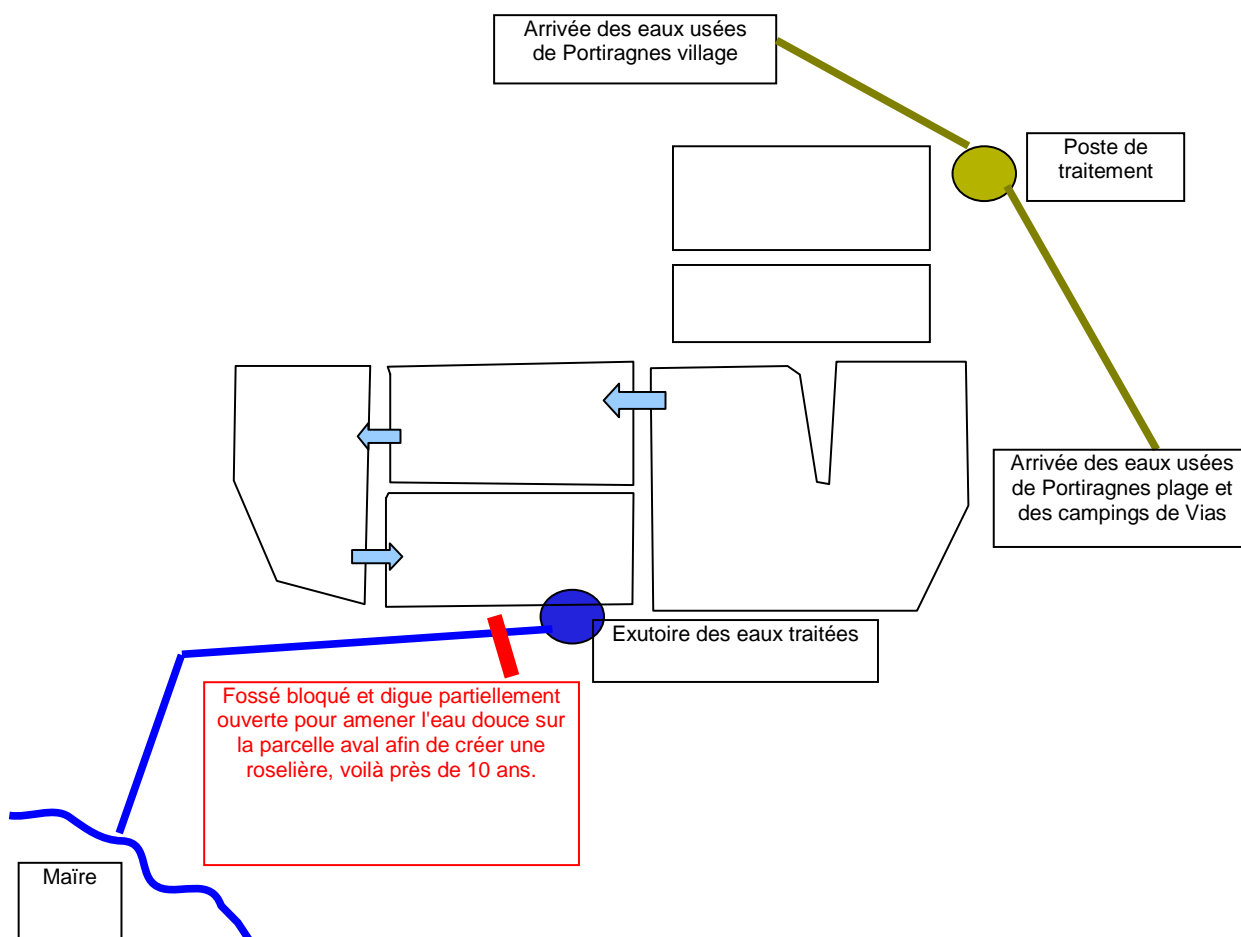 Arrivée des eaux usées
de Portiragnes village
Poste de
traitement
Arrivée des eaux usées
de Portiragnes plage et
des campings de Vias
Exutoire des eaux traitées
Fossé bloqué et digue partiellement
ouverte pour amener l'eau douce sur
la parcelle aval afin de créer une
roselière, voilà près de 10 ans.
Maïre